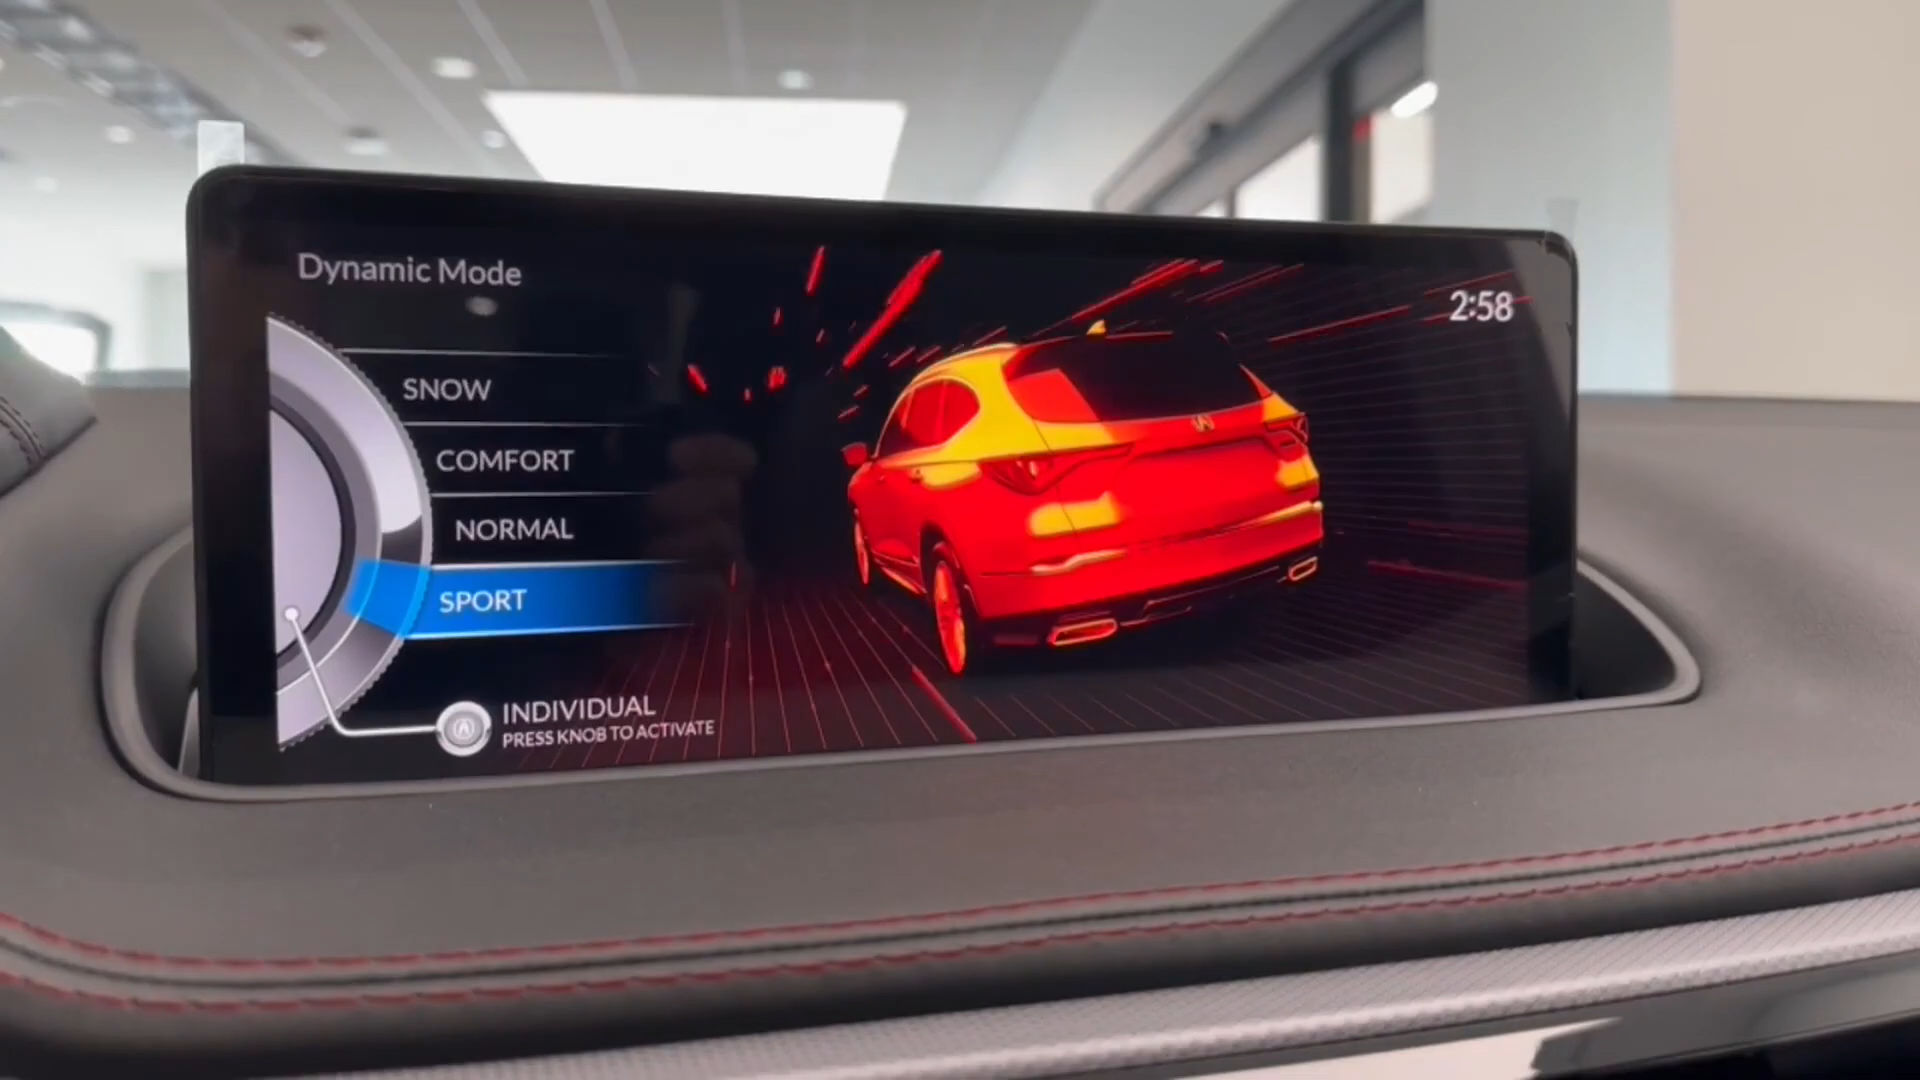 Dynamic Mode
2:58
SNOW
COMFORT
NORMAL
SPORT
INDIVIDUAL
PRESS KNOB TO ACTIVATE